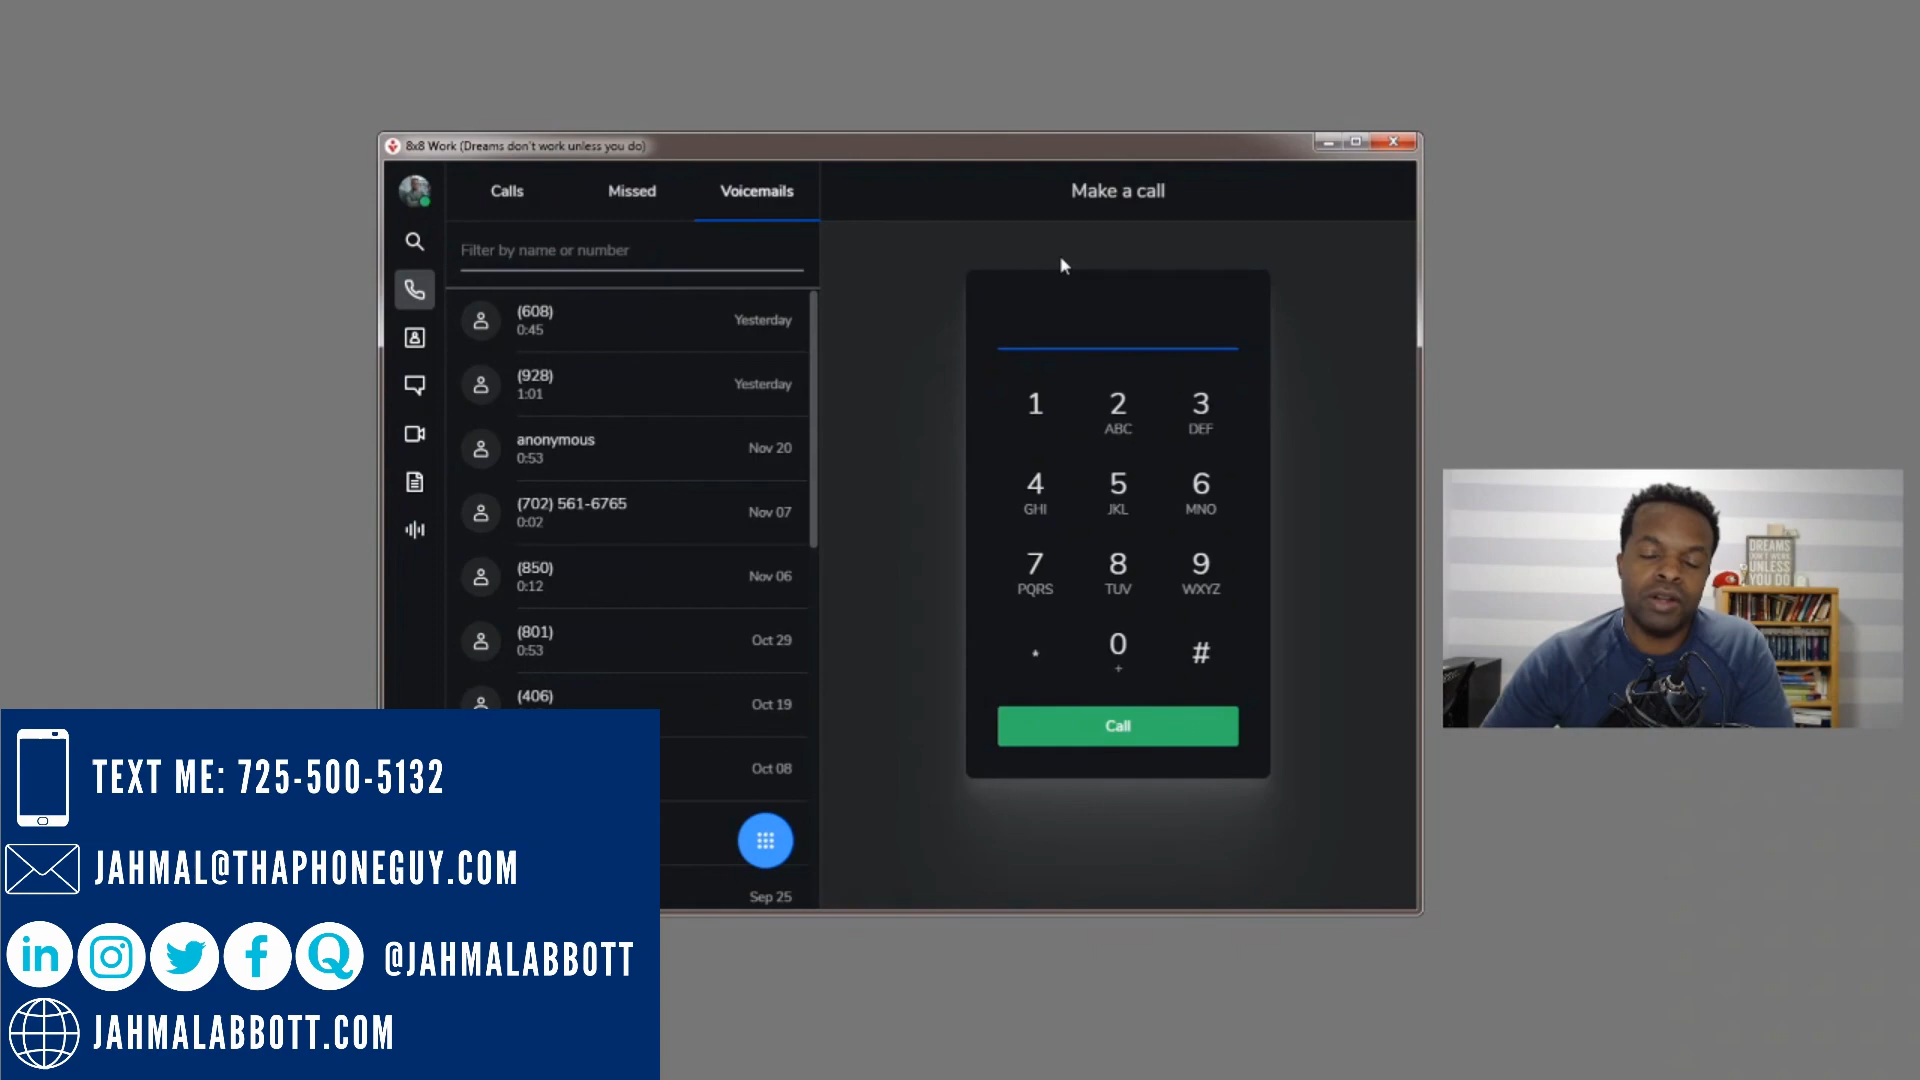 8x8 Work (Dreams don't work unless you do)
Calls
Missed
Voicemails
Make a call
Filter by name or number
(608)
0:45
Yesterday
(928)
1:01
Yesterday
anonymous
0:53
Nov 20
(702) 561-6765
0:02
Nov 07
(850)
0:12
Nov 06
(801)
0:53
Oct 29
(406)
Oct 19
Oct 08
Sep 25
1
2
3
ABC
DEF
4
5
6
GHI
JKL
MNO
7
8
9
PQRS
TUV
WXYZ
*
0
#
+
Call
DREAMS
DON'T WORK
UNLESS
YOU DO
TEXT ME: 725-500-5132
JAHMAL@THAPHONEGUY.COM
in f Q @JAHMALABBOTT
JAHMALABBOTT.COM